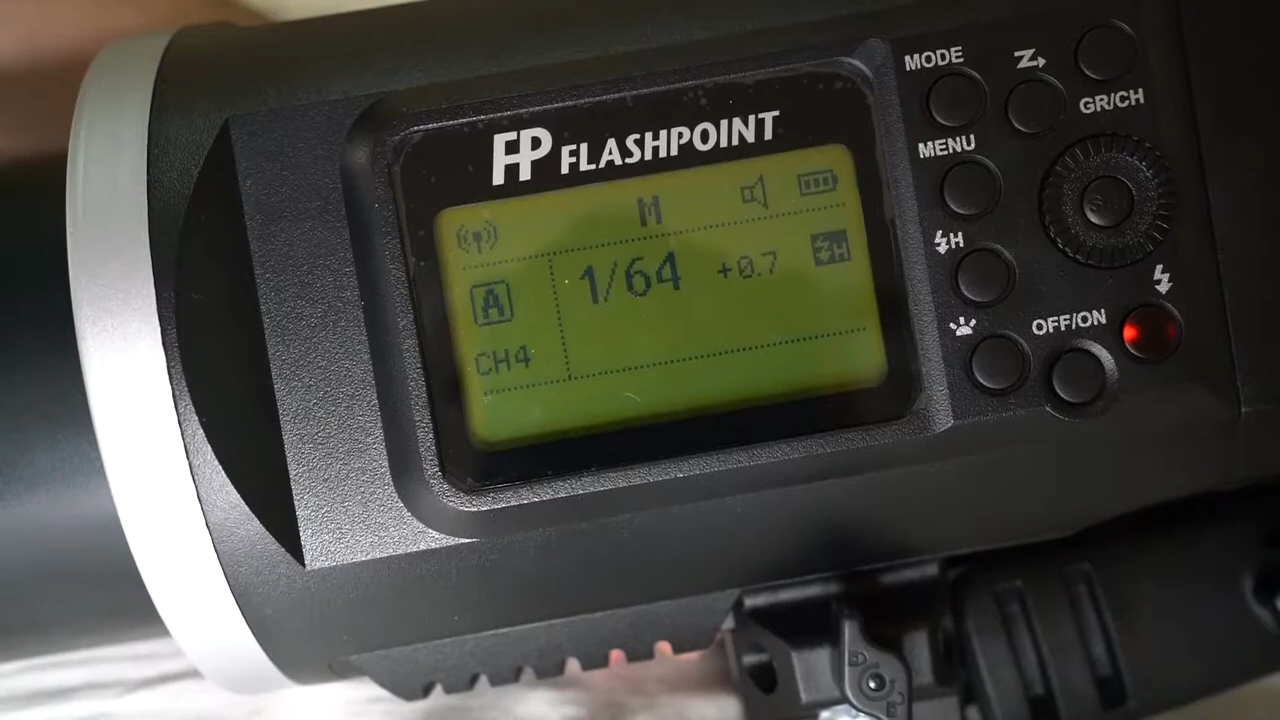 FP FLASHPOINT
M
1/64 +0.7 H
A
CH4
MODE
Z
GR/CH
MENU
H
OFF/ON